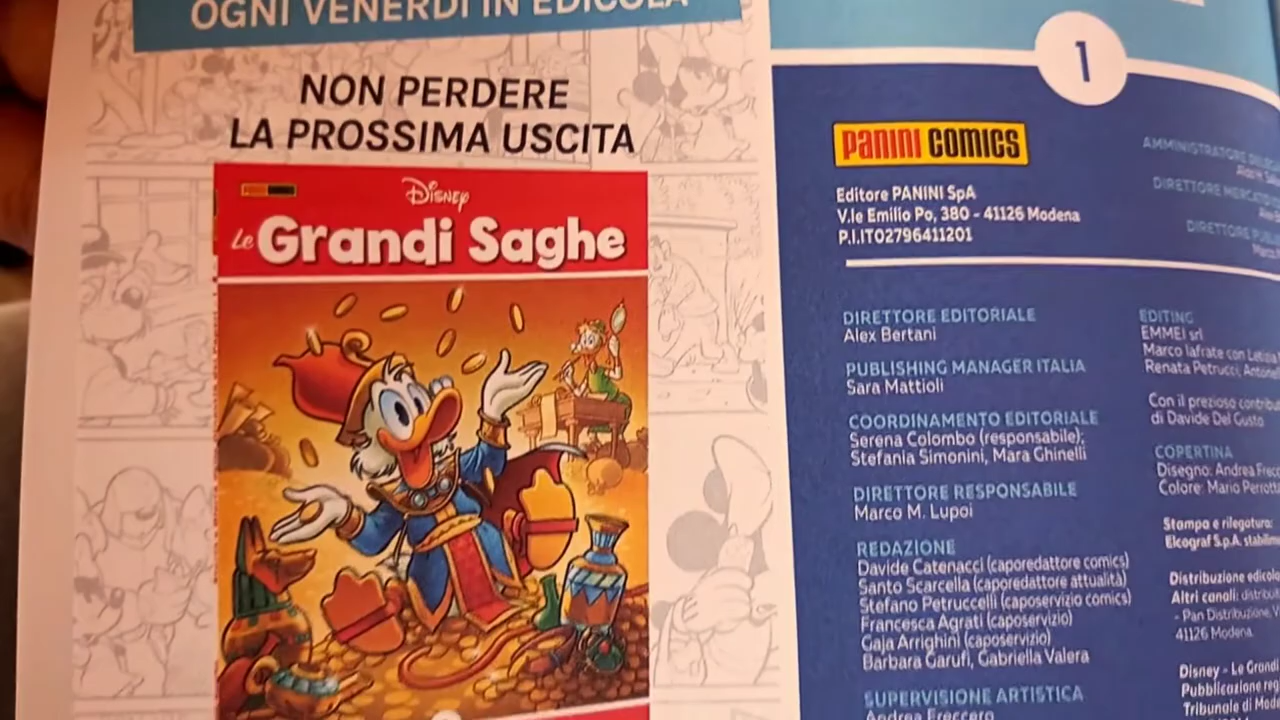 OGNI VENERDÌ IN EDICOLA
NON PERDERE
LA PROSSIMA USCITA
DISNEY
Le Grandi Saghe
1
PANINI COMICS
Editore PANINI SpA
V.le Emilio Po, 380 - 41126 Modena
P.I.IT02796411201
DIRETTORE EDITORIALE
Alex Bertani
PUBLISHING MANAGER ITALIA
Sara Mattioli
COORDINAMENTO EDITORIALE
Serena Colombo (responsabile);
Stefania Simonini, Mara Ghinelli
DIRETTORE RESPONSABILE
Marco M. Lupoi
REDAZIONE
Davide Catenacci (caporedattore comics)
Santo Scarcella (caporedattore attualità)
Stefano Petruccelli (caposervizio comics)
Francesca Agrati (caposervizio)
Gaja Arrighini (caposervizio)
Barbara Garufi, Gabriella Valera
SUPERVISIONE ARTISTICA
Andrea Freccero
AMMINISTRATORE
DIRETTORE
DIRETTORE
EDITING
EMMEI srl
Marco Iafrate con
Renata Petrucci,
Con il prezioso
di Davide Del Gusto
COPERTINA
Disegno: Andrea
Colore: Mario
Stampa e rilegatura:
Elcograf S.p.A.
Distribuzione
Altri canali:
- Pan Distribuzione,
41126 Modena
Disney - Le Grandi
Pubblicazione
Tribunale di